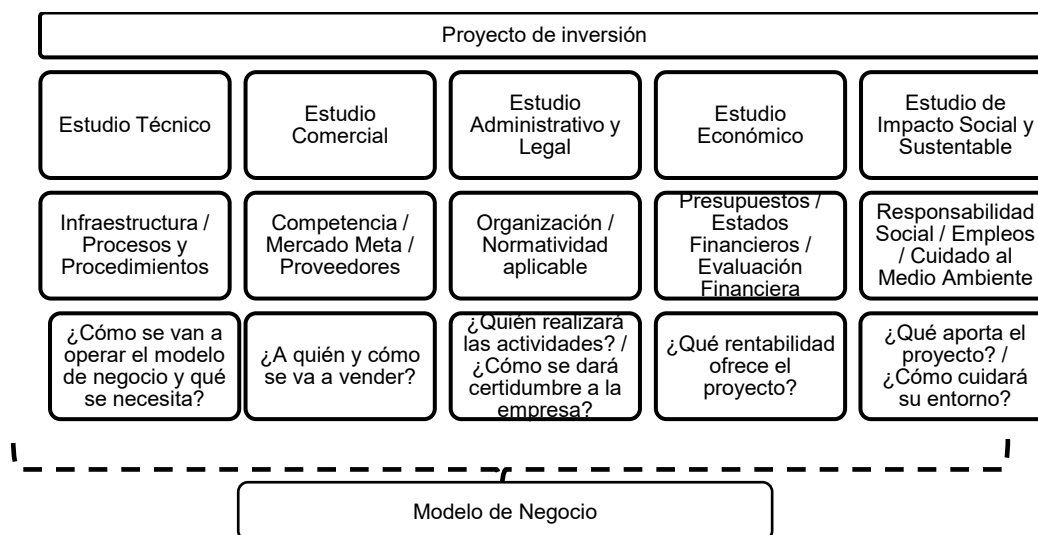 Proyecto de inversión
Estudio Técnico
Estudio
Comercial
Estudio
Administrativo y
Legal
Estudio
Económico
Estudio de
Impacto Social y
Sustentable
Infraestructura /
Procesos y
Procedimientos
Competencia /
Mercado Meta /
Proveedores
Organización /
Normatividad
aplicable
Presupuestos /
Estados
Financieros /
Evaluación
Financiera
Responsabilidad
Social / Empleos
/ Cuidado al
Medio Ambiente
¿Cómo se van a
operar el modelo
de negocio y qué
se necesita?
¿A quién y cómo
se va a vender?
¿Quién realizará
las actividades? /
¿Cómo se dará
certidumbre a la
empresa?
¿Qué rentabilidad
ofrece el
proyecto?
¿Qué aporta el
proyecto? /
¿Cómo cuidará
su entorno?
Modelo de Negocio